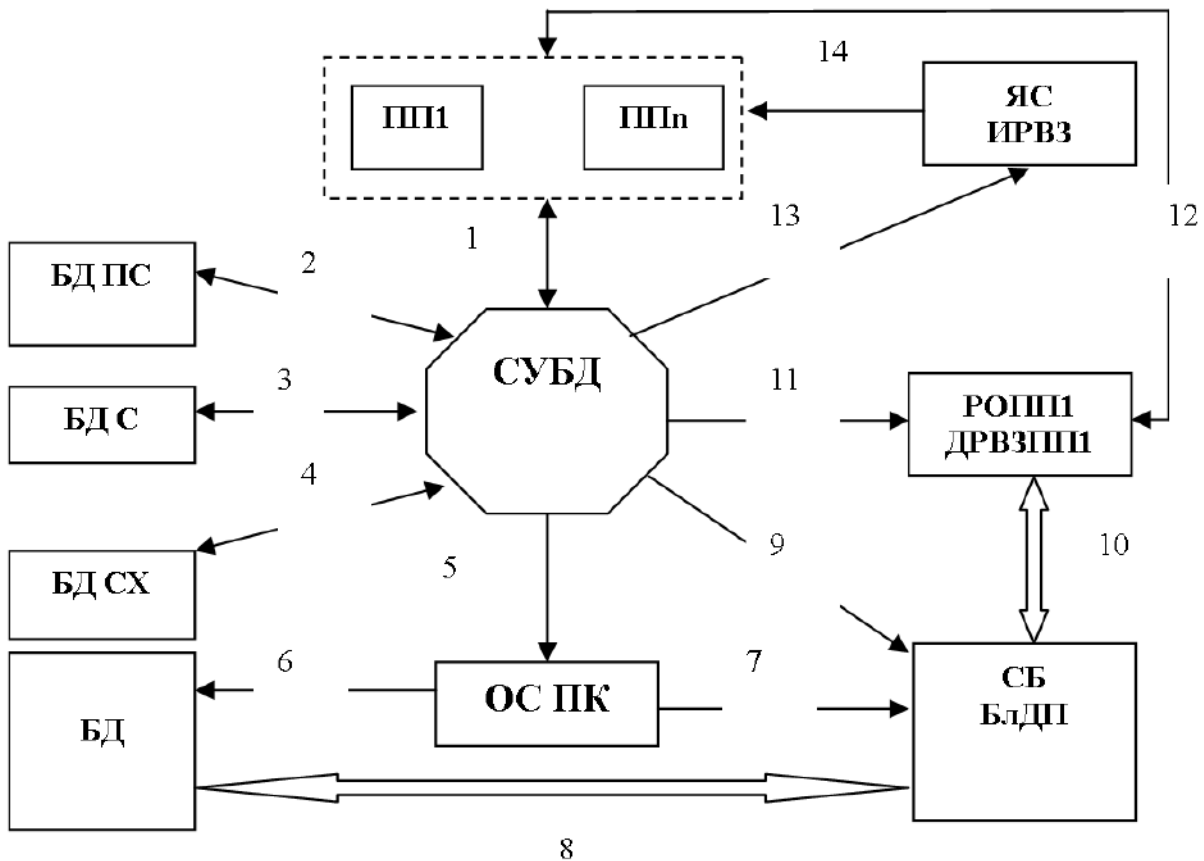 14
ПП1
ППn
ЯС
ИРВЗ
1
13
12
2
БД ПС
СУБД
3
11
БД С
РОПП1
ДРВЗПП1
4
9
10
5
БД СХ
6
7
ОС ПК
СБ
БлДП
БД
8